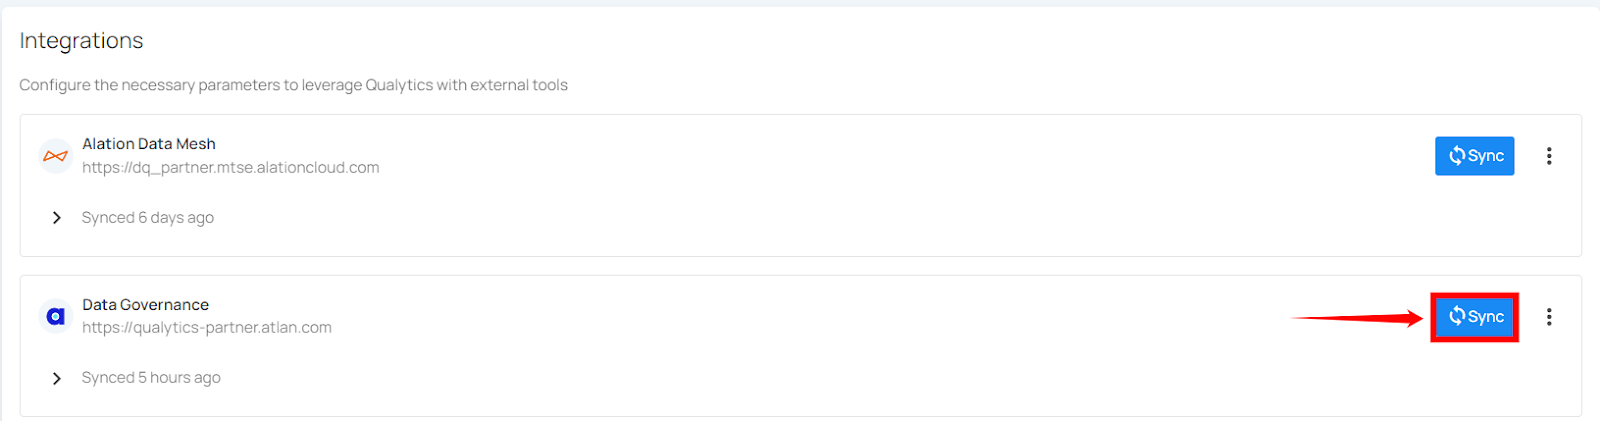 Integrations
Configure the necessary parameters to leverage Qualytics with external tools
Alation Data Mesh
https://dq_partner.mtse.alationcloud.com
Sync
Synced 6 days ago
Data Governance
https://qualytics-partner.atlan.com
Sync
Synced 5 hours ago